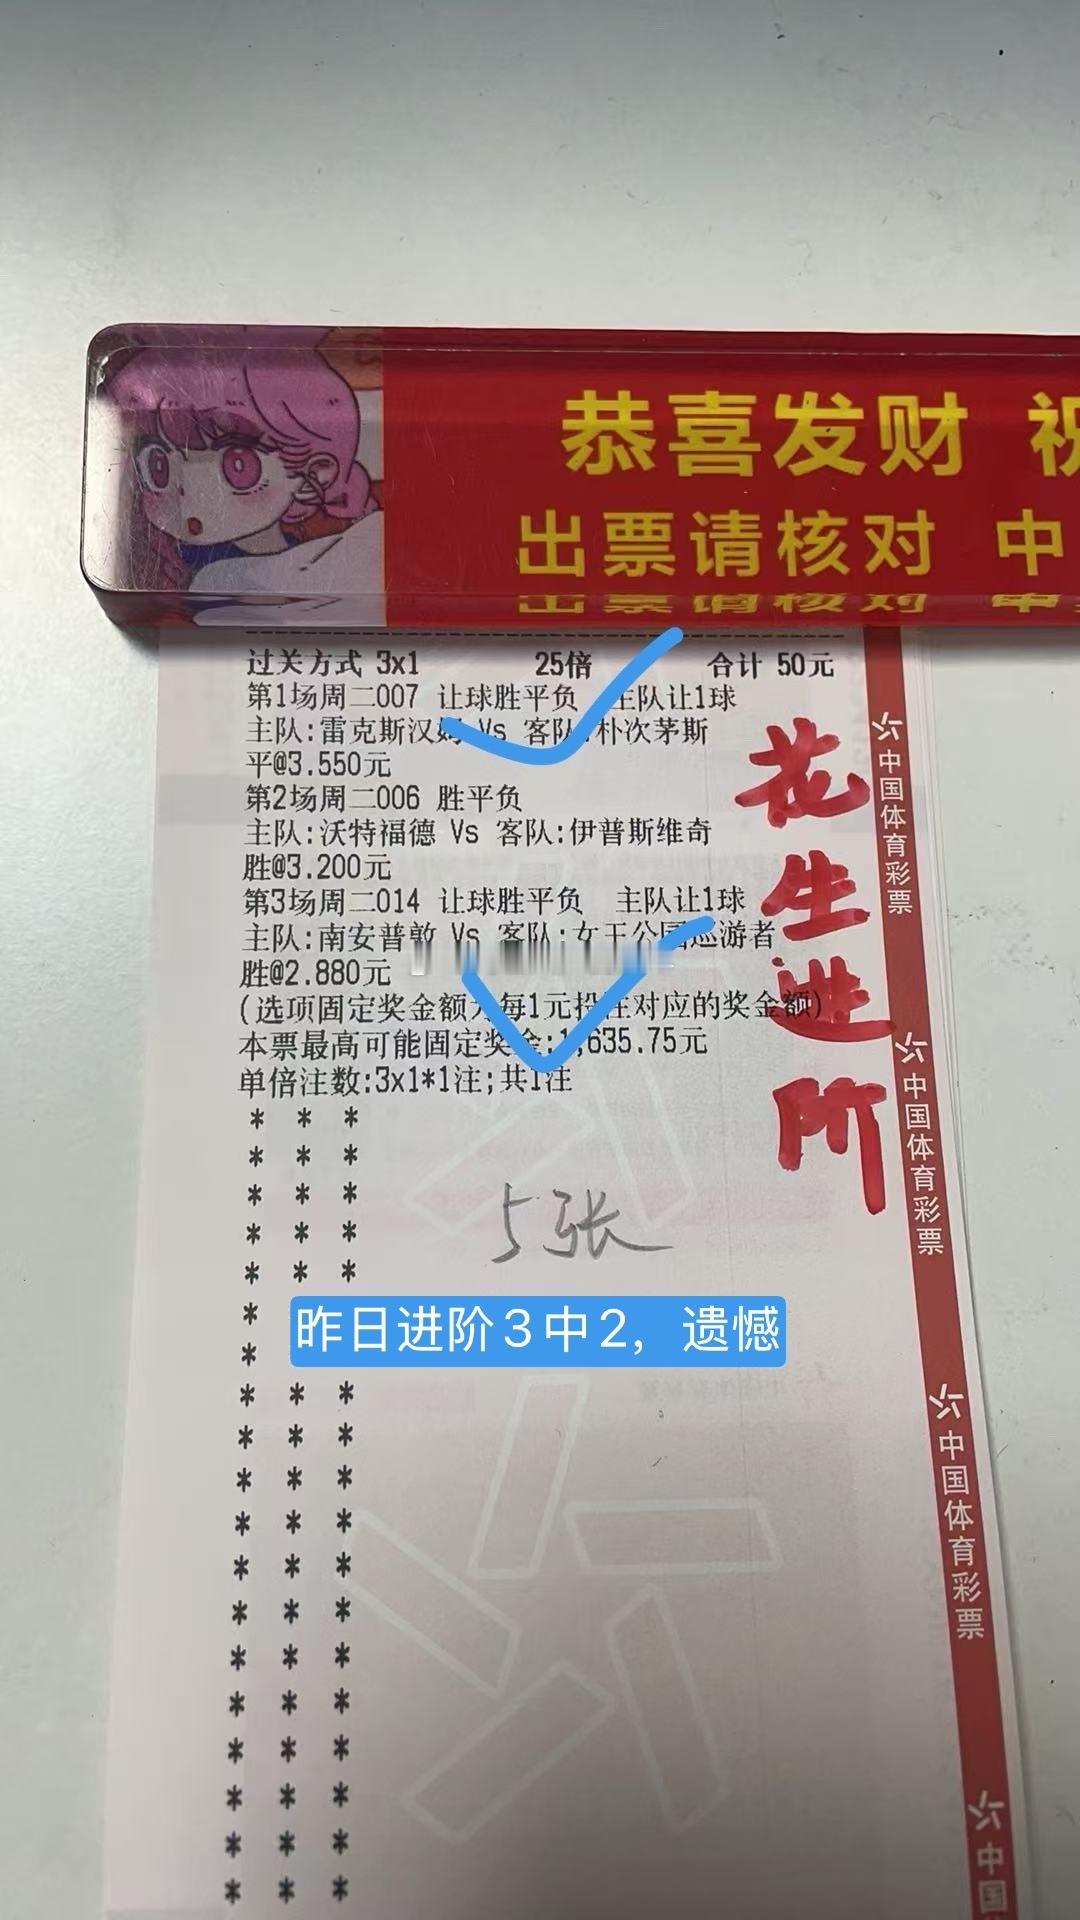 恭喜发财 祝
出票请核对 中
过关方式 3x1 25倍 合计 50元
第1场周二007 让球胜平负 主队让1球
主队:雷克斯汉姆 Vs 客队:朴次茅斯
平@3.550元
第2场周二006 胜平负
主队:沃特福德 Vs 客队:伊普斯维奇
胜@3.200元
第3场周二014 让球胜平负 主队让1球
主队:南安普敦 Vs 客队:女王公园巡游者
胜@2.880元
(选项固定奖金额为每1元投注对应的奖金额)
本票最高可能固定奖金:1,635.75元
单倍注数:3x1*1注;共1注
花生进阶
5张
昨日进阶3中2，遗憾
中国体育彩票
中国体育彩票
中国体育彩票
中国